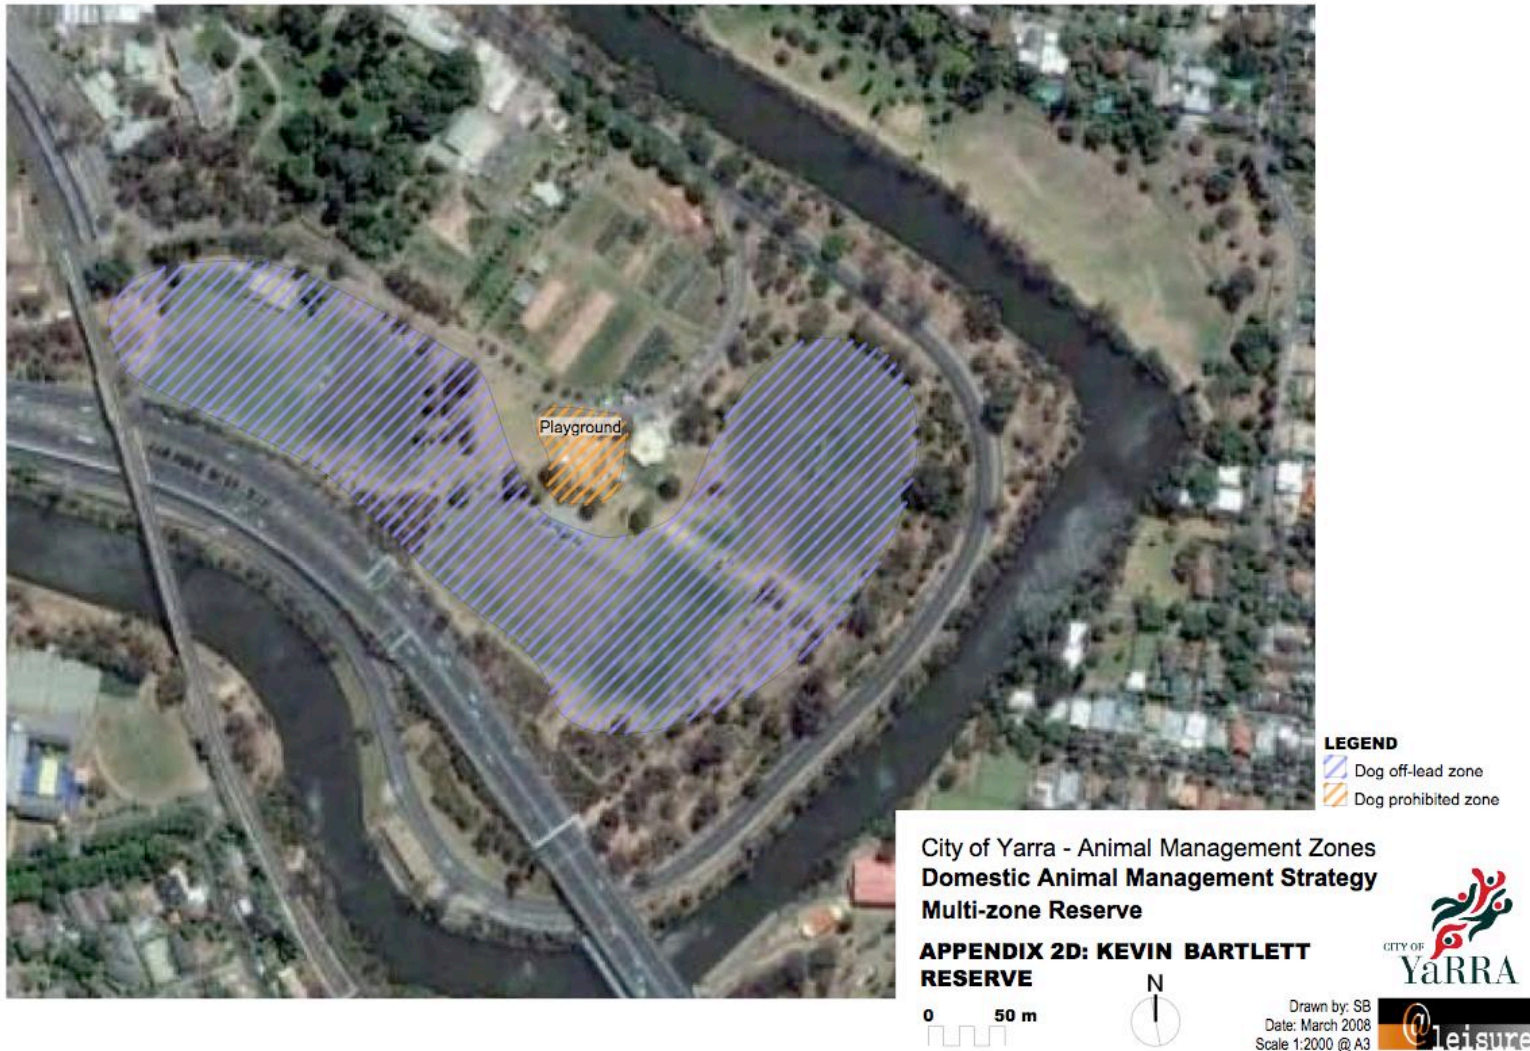 Playground
LEGEND
Dog off-lead zone
Dog prohibited zone
City of Yarra - Animal Management Zones
Domestic Animal Management Strategy
Multi-zone Reserve
APPENDIX 2D: KEVIN BARTLETT
RESERVE
N
0 50 m
CITY OF
YaRRA
Drawn by: SB
Date: March 2008
Scale 1:2000 @ A3
@leisure